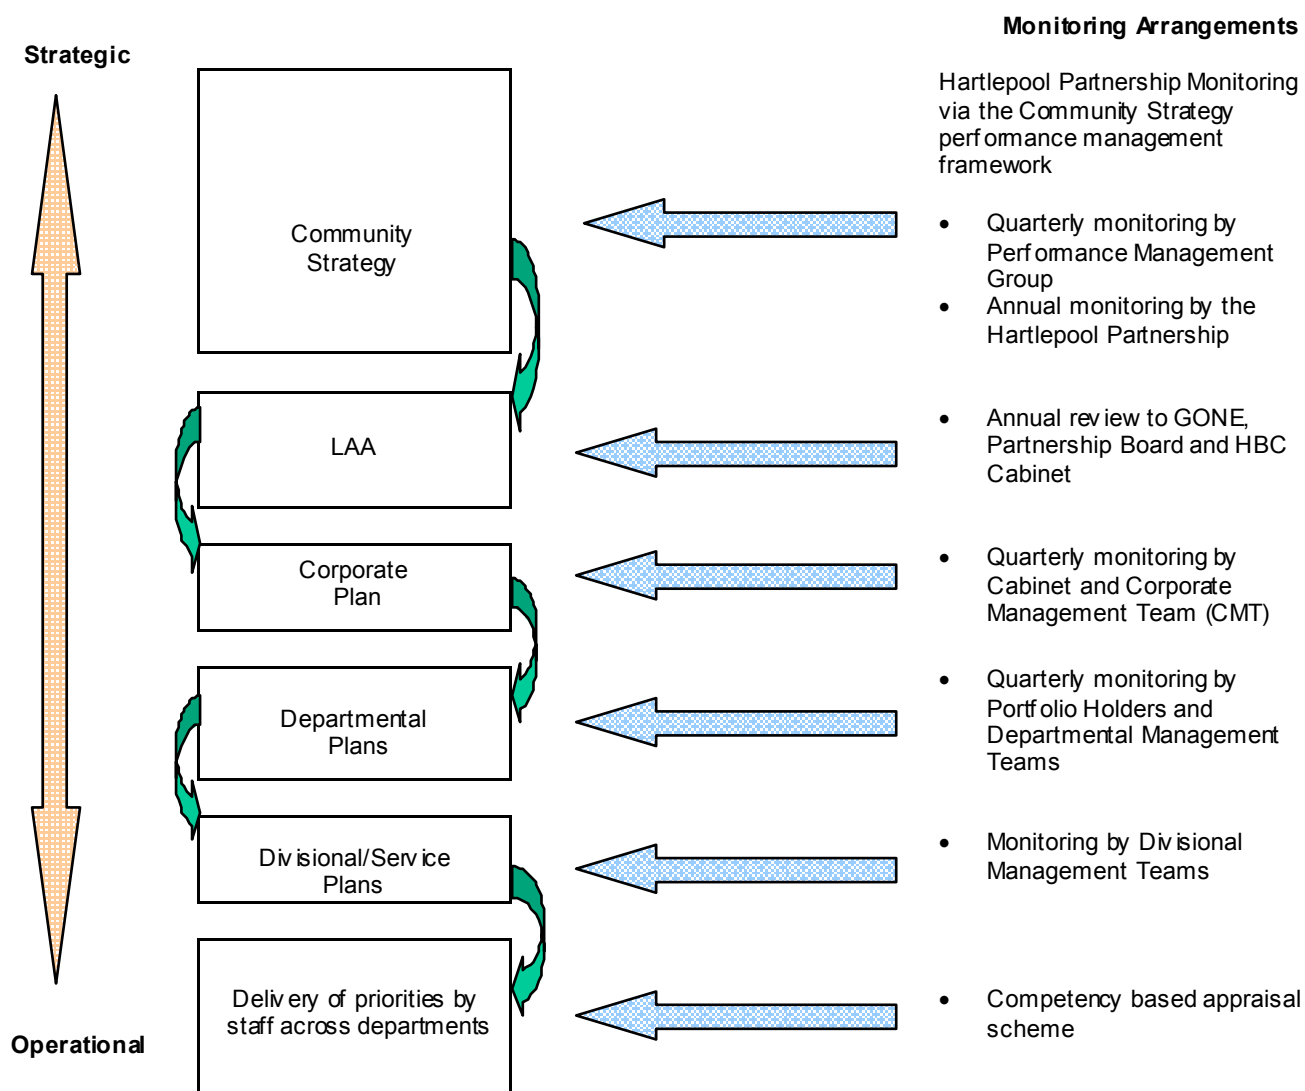 Monitoring Arrangements
Strategic
Hartlepool Partnership Monitoring
via the Community Strategy
performance management
framework
Community
Strategy
• Quarterly monitoring by
Performance Management
Group
• Annual monitoring by the
Hartlepool Partnership
LAA
• Annual review to GONE,
Partnership Board and HBC
Cabinet
Corporate
Plan
• Quarterly monitoring by
Cabinet and Corporate
Management Team (CMT)
Departmental
Plans
• Quarterly monitoring by
Portfolio Holders and
Departmental Management
Teams
Divisional/Service
Plans
• Monitoring by Divisional
Management Teams
Delivery of priorities by
staff across departments
• Competency based appraisal
scheme
Operational